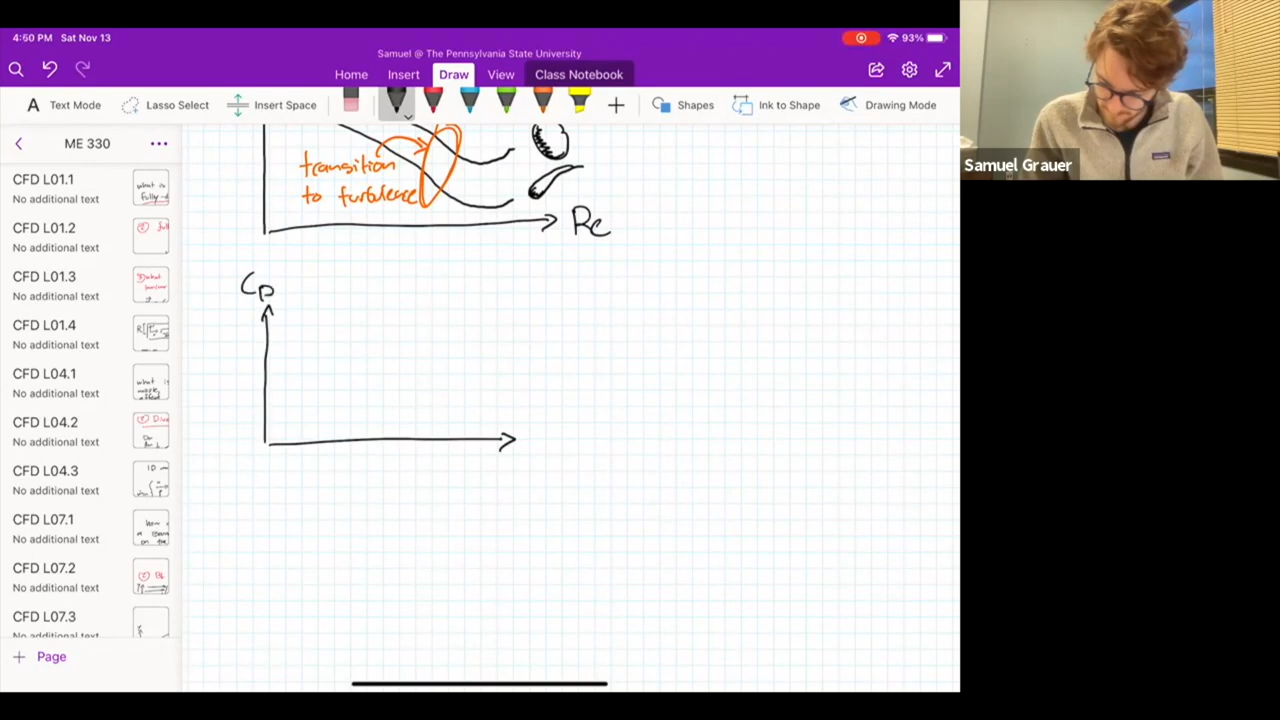 4:50 PM Sat Nov 13
93%
Samuel @ The Pennsylvania State University
Home Insert Draw View Class Notebook
A Text Mode Lasso Select Insert Space Shapes Ink to Shape Drawing Mode
ME 330
CFD L01.1
No additional text
CFD L01.2
No additional text
CFD L01.3
No additional text
CFD L01.4
No additional text
CFD L04.1
No additional text
CFD L04.2
No additional text
CFD L04.3
No additional text
CFD L07.1
No additional text
CFD L07.2
No additional text
CFD L07.3
No additional text
+ Page
transition
to turbulence
Re
CD
Samuel Grauer